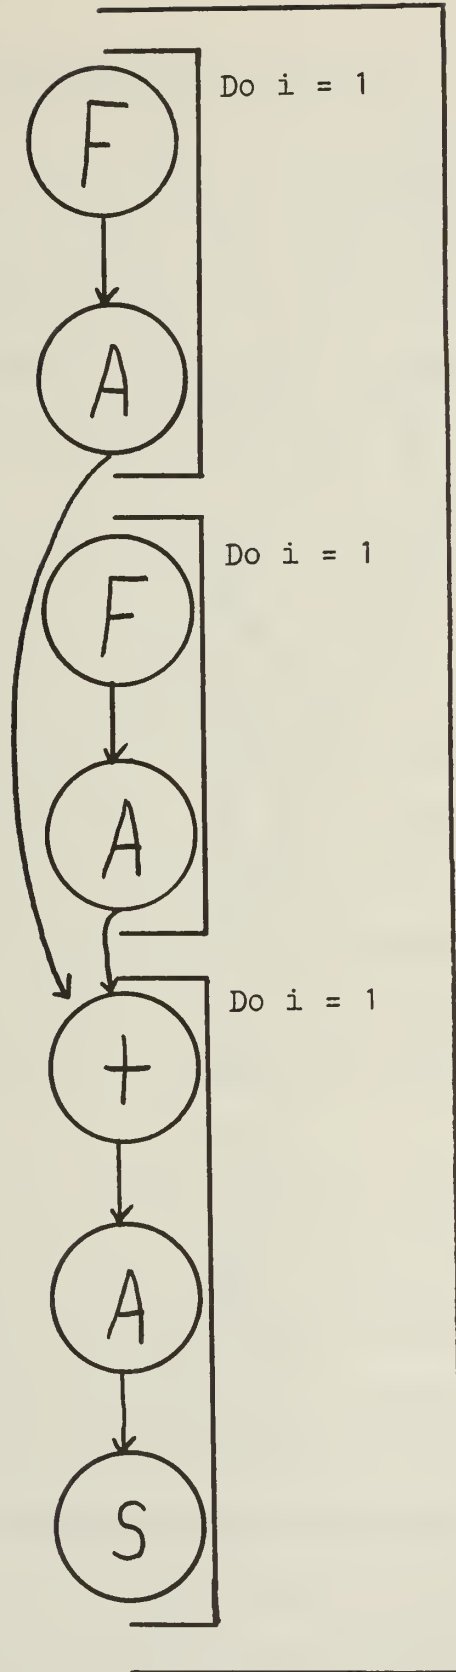 Do i = 1
F
A
Do i = 1
F
A
Do i = 1
+
A
S